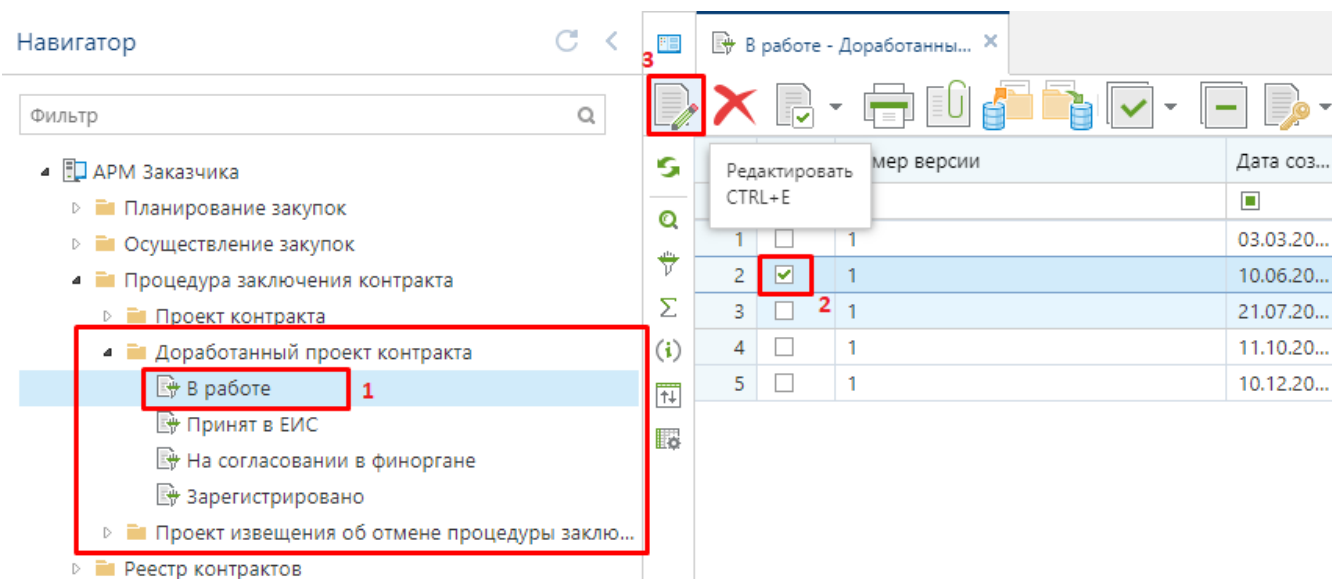 Навигатор
Фильтр
АРМ Заказчика
Планирование закупок
Осуществление закупок
Процедура заключения контракта
Проект контракта
Доработанный проект контракта
В работе
1
Принят в ЕИС
На согласовании в финоргане
Зарегистрировано
Проект извещения об отмене процедуры заклю...
Реестр контрактов
В работе - Доработанны...
3
мер версии
Дата соз...
Редактировать
CTRL+E
1 1 03.03.20...
2 1 10.06.20...
2
3 1 21.07.20...
4 1 11.10.20...
5 1 10.12.20...